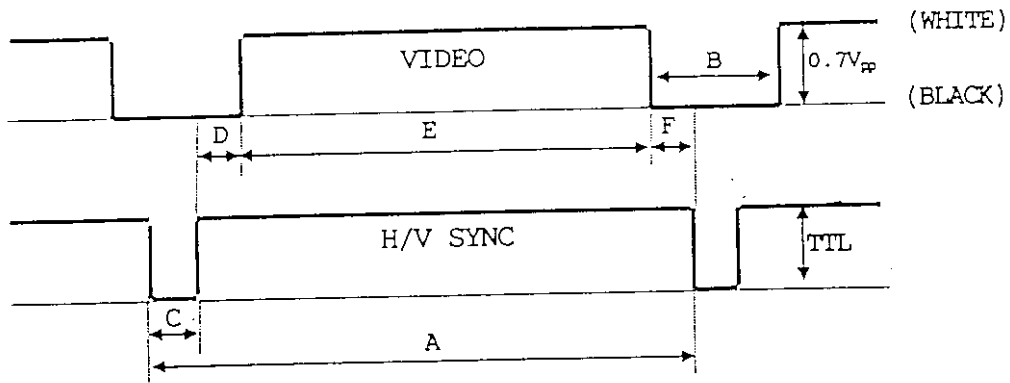 (WHITE)
VIDEO
B
0.7Vpp
(BLACK)
D
E
F
H/V SYNC
TTL
C
A